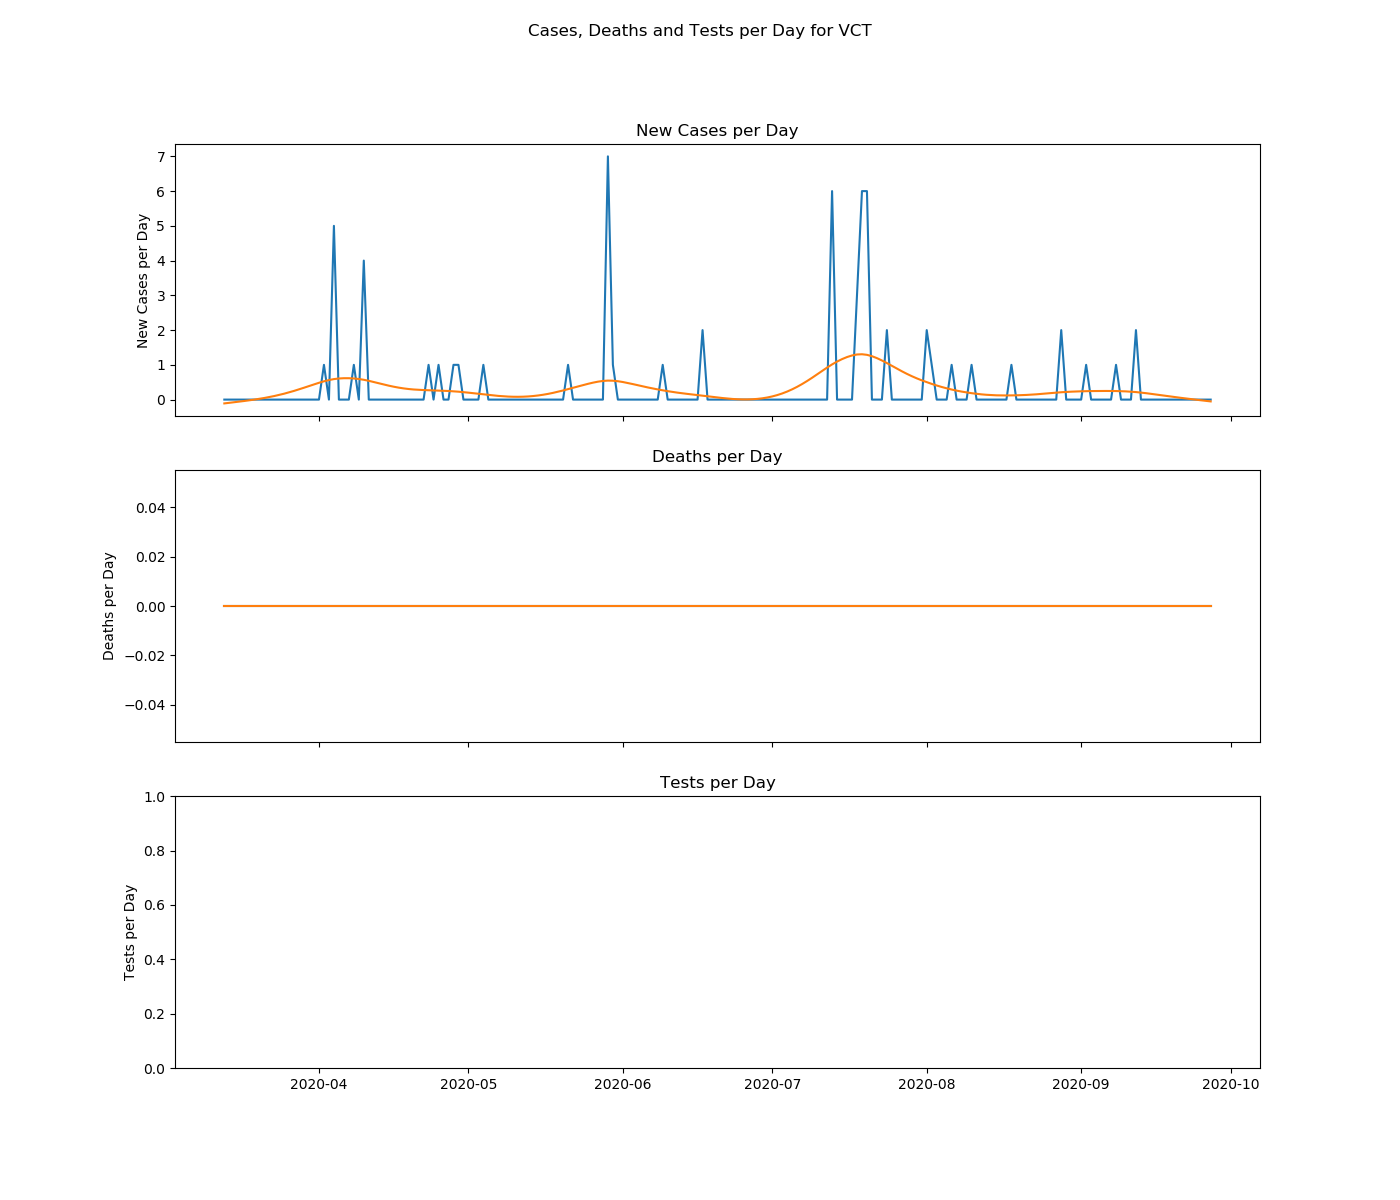 Cases, Deaths and Tests per Day for VCT
New Cases per Day
New Cases per Day
7
6
5
4
3
2
1
0
Deaths per Day
Deaths per Day
0.04
0.02
0.00
−0.02
−0.04
Tests per Day
Tests per Day
1.0
0.8
0.6
0.4
0.2
0.0
2020-04 2020-05 2020-06 2020-07 2020-08 2020-09 2020-10